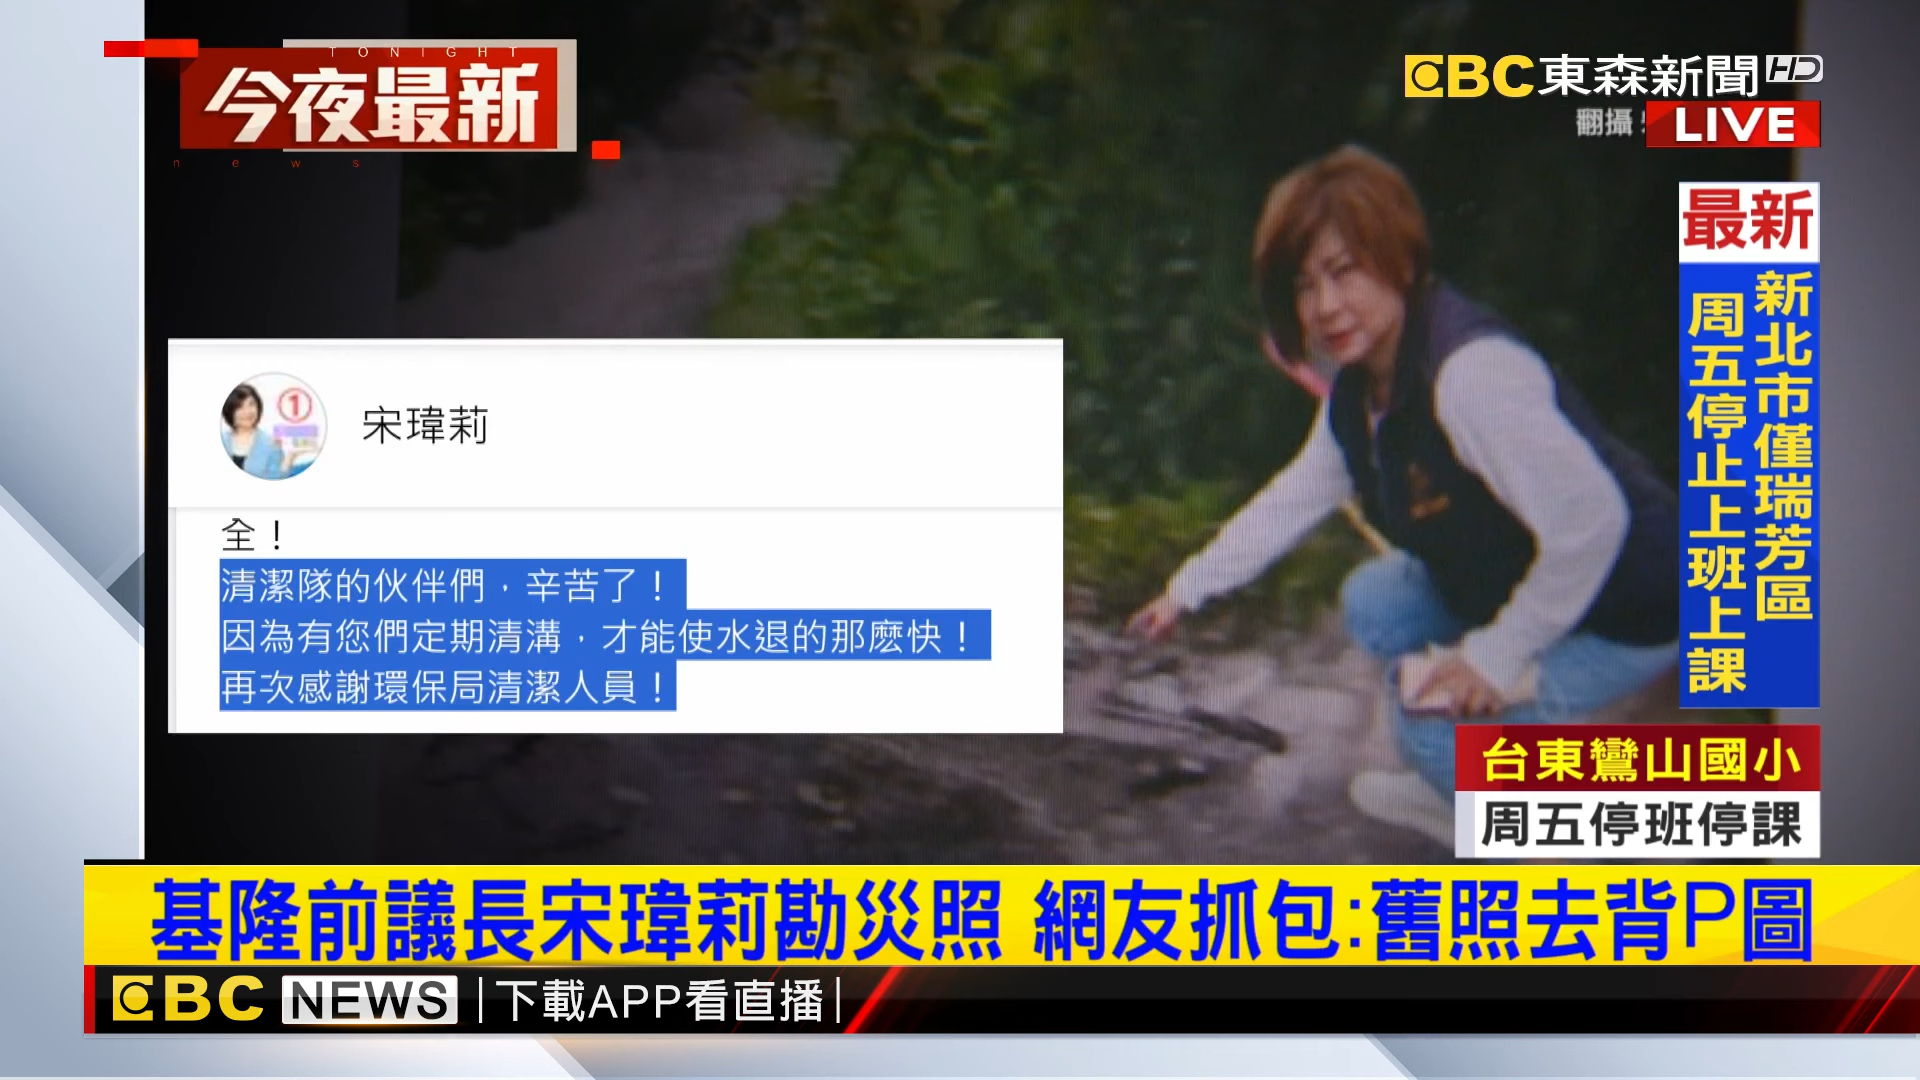 TONIGHT
今夜最新
news
EBC東森新聞HD
翻攝
LIVE
最新
新北市僅瑞芳區
周五停止上班上課
1
宋瑋莉
全！
清潔隊的伙伴們，辛苦了！
因為有您們定期清溝，才能使水退的那麽快！
再次感謝環保局清潔人員！
台東鸞山國小
周五停班停課
基隆前議長宋瑋莉勘災照 網友抓包:舊照去背P圖
EBC NEWS |下載APP看直播|